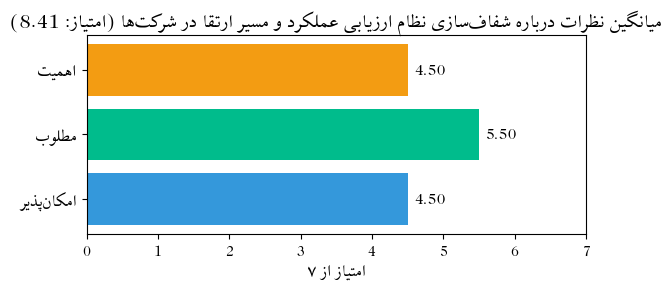 میانگین نظرات درباره شفاف‌سازی نظام ارزیابی عملکرد و مسیر ارتقا در شرکت‌ها (امتیاز: 8.41)
اهمیت
4.50
مطلوب
5.50
امکان‌پذیر
4.50
0 1 2 3 4 5 6 7
امتیاز از ۷